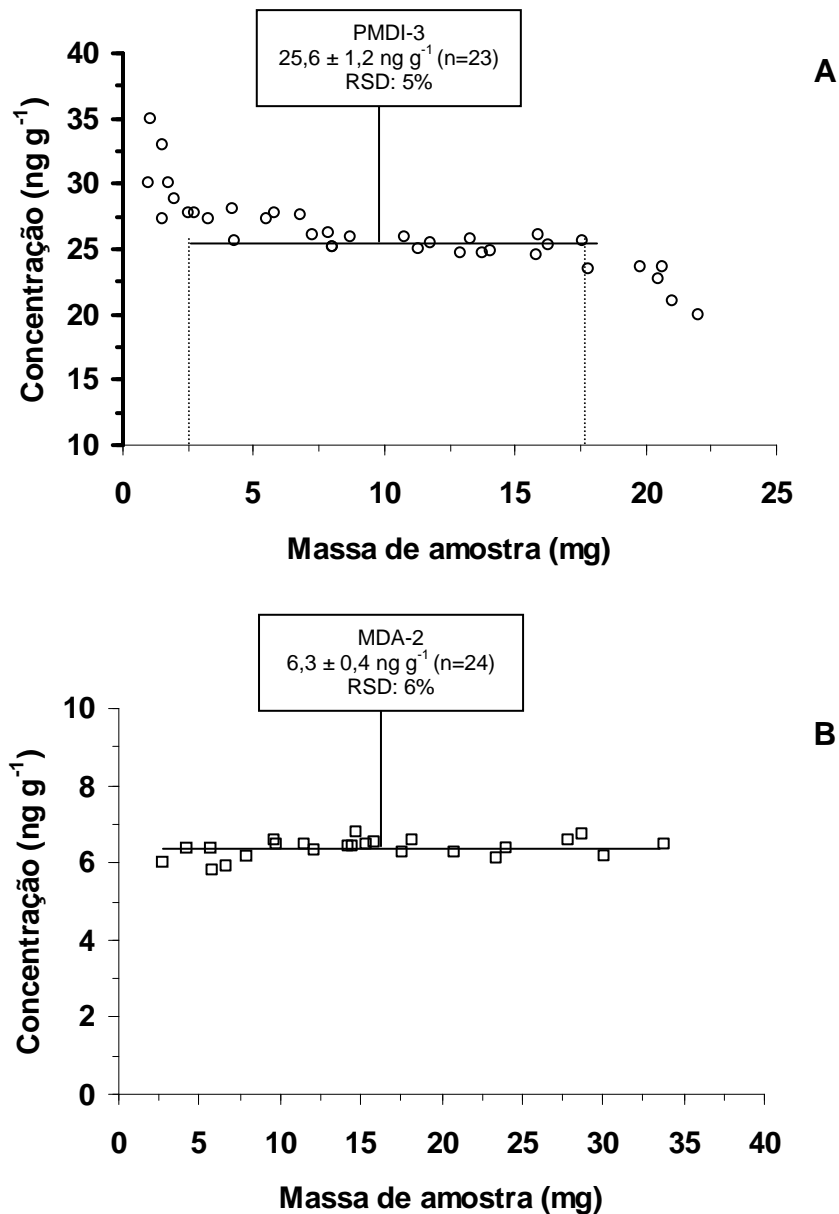 PMDI-3
25,6 ± 1,2 ng g⁻¹ (n=23)
RSD: 5%
A
Concentração (ng g⁻¹)
40
35
30
25
20
15
10
0 5 10 15 20 25
Massa de amostra (mg)
MDA-2
6,3 ± 0,4 ng g⁻¹ (n=24)
RSD: 6%
B
Concentração (ng g⁻¹)
10
8
6
4
2
0
0 5 10 15 20 25 30 35 40
Massa de amostra (mg)